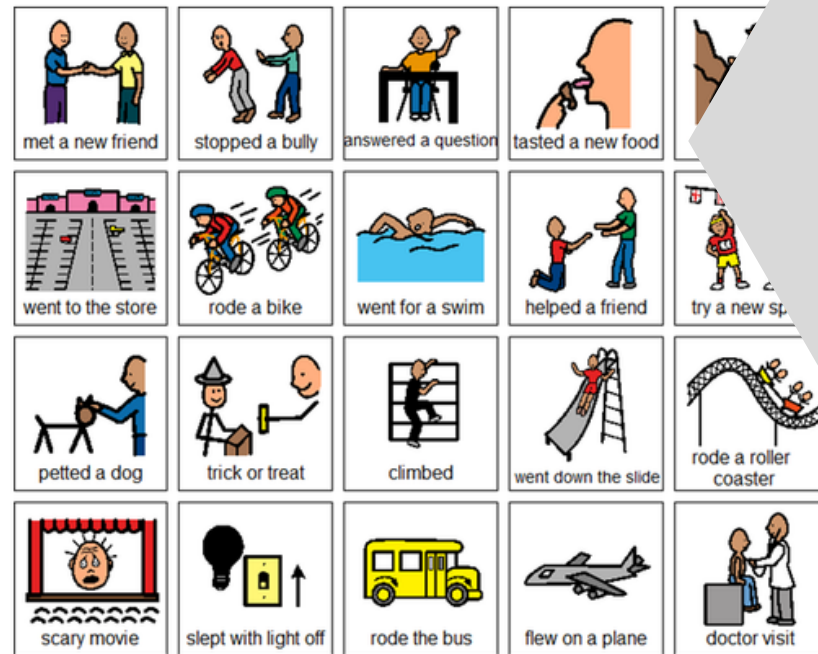 met a new friend
stopped a bully
answered a question
tasted a new food
went to the store
rode a bike
went for a swim
helped a friend
try a new
petted a dog
trick or treat
climbed
went down the slide
rode a roller
coaster
scary movie
slept with light off
rode the bus
flew on a plane
doctor visit